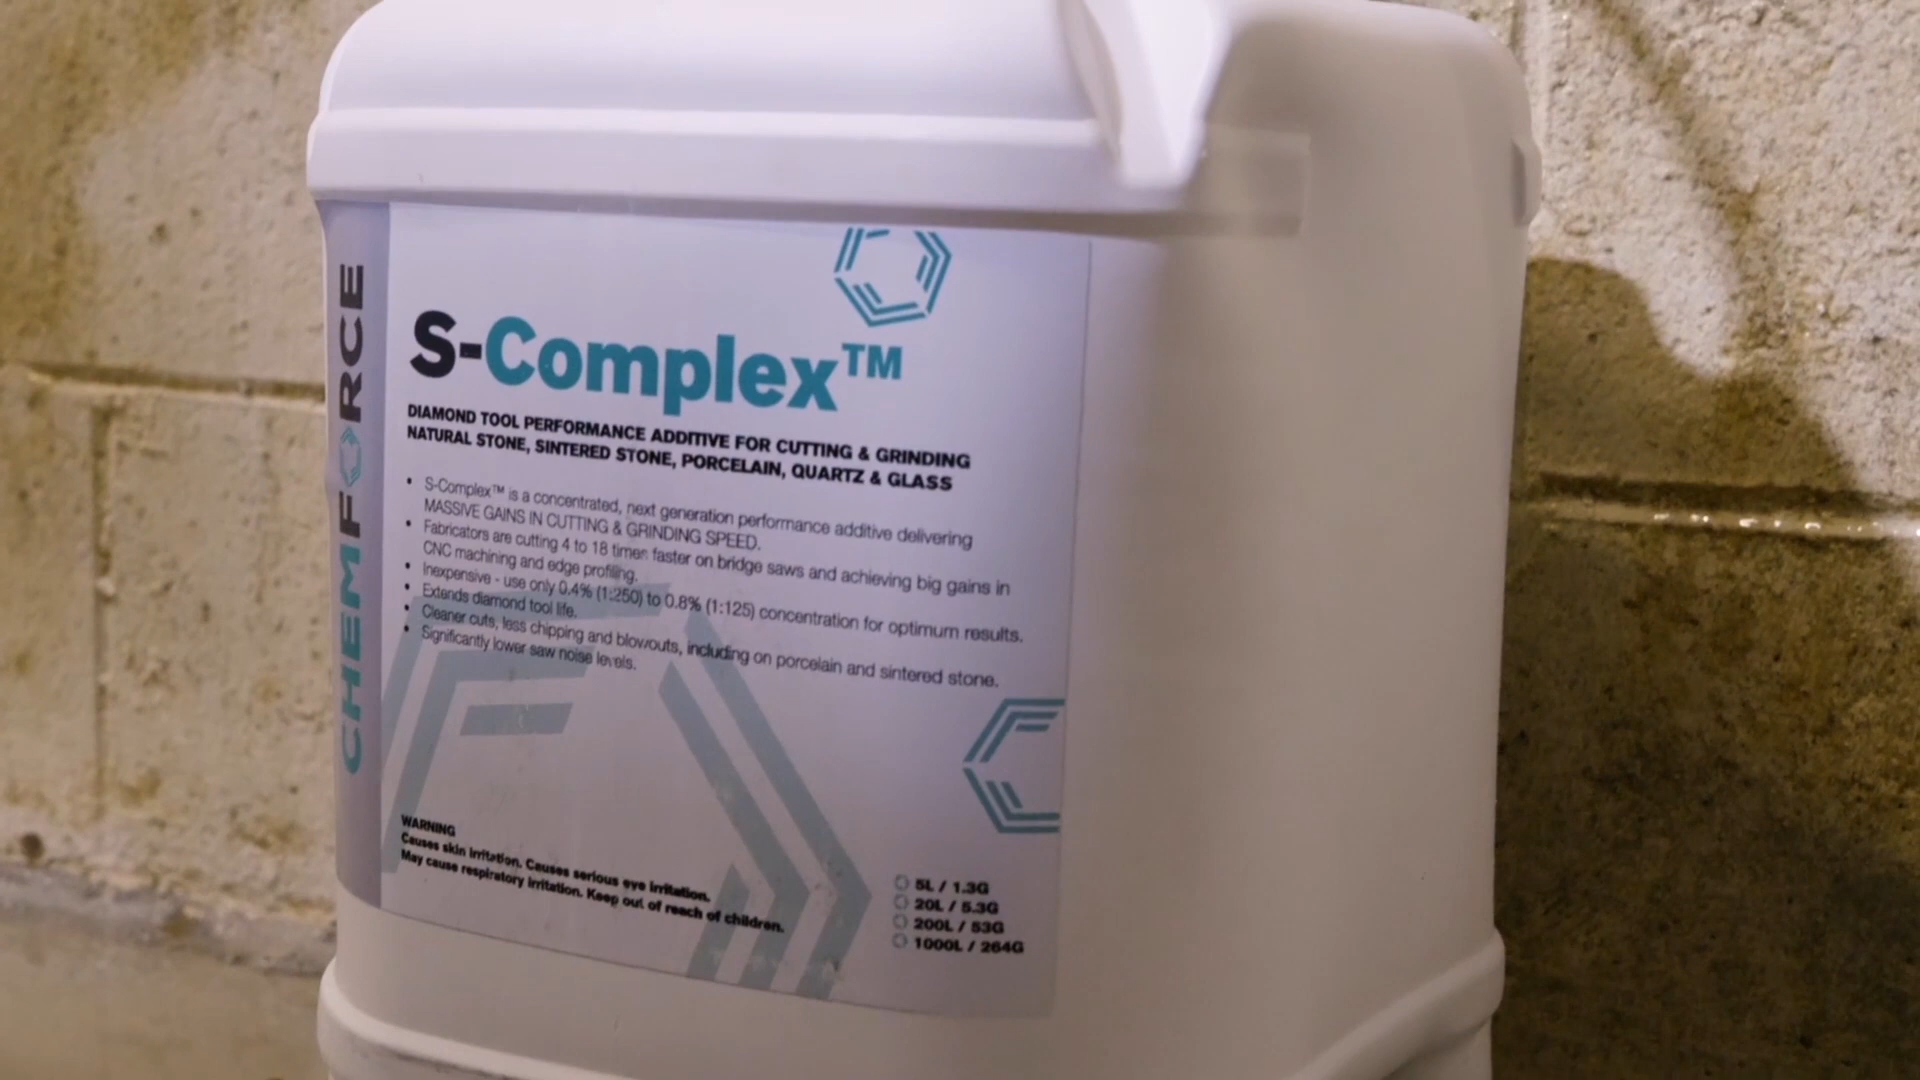 CHEMFORCE
S-Complex™
DIAMOND TOOL PERFORMANCE ADDITIVE FOR CUTTING & GRINDING
NATURAL STONE, SINTERED STONE, PORCELAIN, QUARTZ & GLASS
• S-Complex™ is a concentrated, next generation performance additive delivering
MASSIVE GAINS IN CUTTING & GRINDING SPEED.
• Fabricators are cutting 4 to 18 times faster on bridge saws and achieving big gains in
CNC machining and edge profiling.
• Inexpensive - use only 0.4% (1:250) to 0.8% (1:125) concentration for optimum results.
• Extends diamond tool life.
• Cleaner cuts, less chipping and blowouts, including on porcelain and sintered stone.
• Significantly lower saw noise levels.
WARNING
Causes skin irritation. Causes serious eye irritation.
May cause respiratory irritation. Keep out of reach of children.
5L / 1.3G
20L / 5.3G
200L / 53G
1000L / 264G